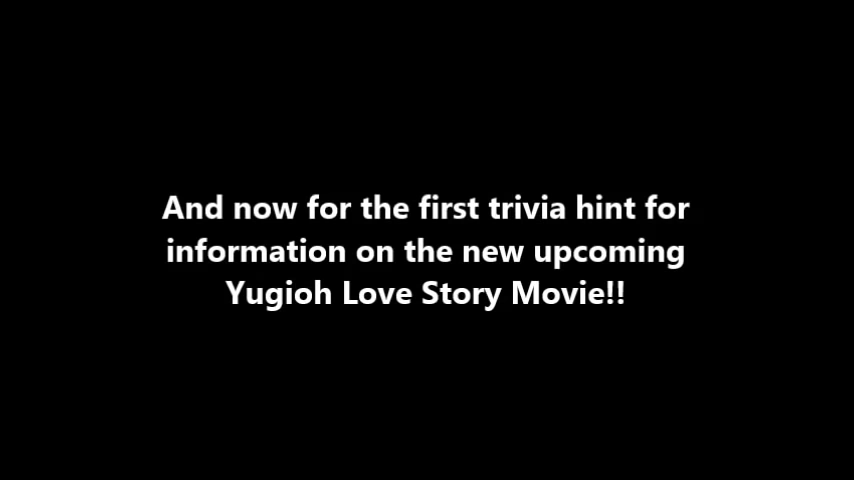 And now for the first trivia hint for
information on the new upcoming
Yugioh Love Story Movie!!